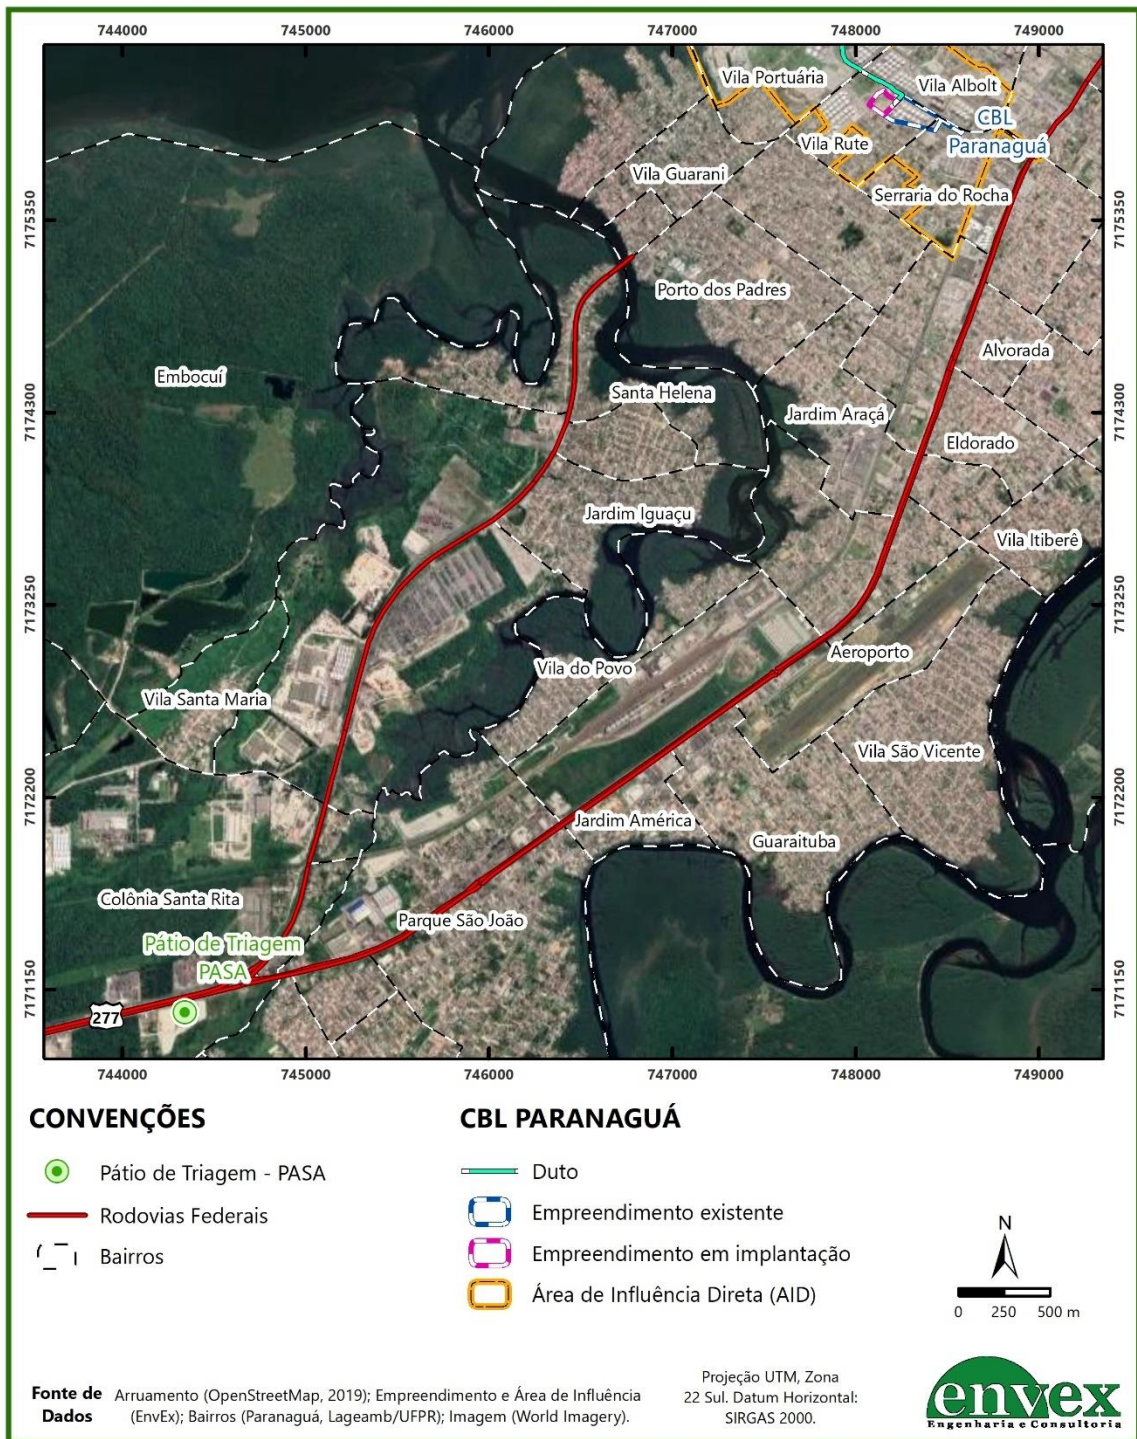 744000 745000 746000 747000 748000 749000
Vila Portuária
Vila Albolt
CBL
Paranaguá
Vila Rute
Vila Guarani
Serraria do Rocha
7175350 7175350
Porto dos Padres
Alvorada
Embocuí
Santa Helena
7174300 7174300
Jardim Araçá
Eldorado
Jardim Iguaçu
Vila Itiberê
7173250 7173250
Aeroporto
Vila do Povo
Vila Santa Maria
Vila São Vicente
7172200 7172200
Jardim América
Guaraituba
Colônia Santa Rita
Parque São João
Pátio de Triagem
PASA
7171150 7171150
277
744000 745000 746000 747000 748000 749000
CONVENÇÕES
Pátio de Triagem - PASA
Rodovias Federais
Bairros
CBL PARANAGUÁ
Duto
Empreendimento existente
Empreendimento em implantação
Área de Influência Direta (AID)
N
0 250 500 m
Fonte de
Dados
Arruamento (OpenStreetMap, 2019); Empreendimento e Área de Influência
(EnvEx); Bairros (Paranaguá, Lageamb/UFPR); Imagem (World Imagery).
Projeção UTM, Zona
22 Sul. Datum Horizontal:
SIRGAS 2000.
envex
Engenharia e Consultoria